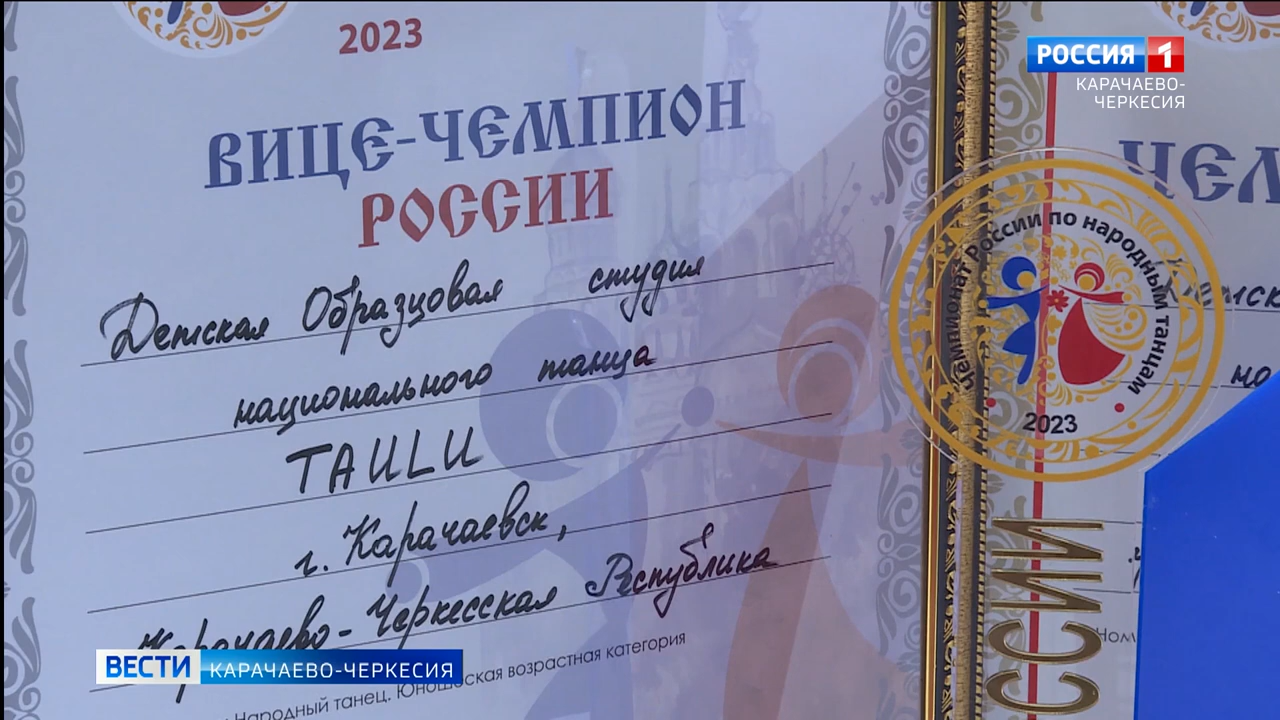 2023
ВИЦЕ-ЧЕМПИОН
РОССИИ
Детская Образцовая студия
национального танца
TAULU
г. Карачаевск,
Карачаево-Черкесская Республика
Народный танец. Юношеская возрастная категория
РОССИЯ 1
КАРАЧАЕВО-
ЧЕРКЕСИЯ
Чемпионат России по народным танцам
2023
ВЕСТИ КАРАЧАЕВО-ЧЕРКЕСИЯ